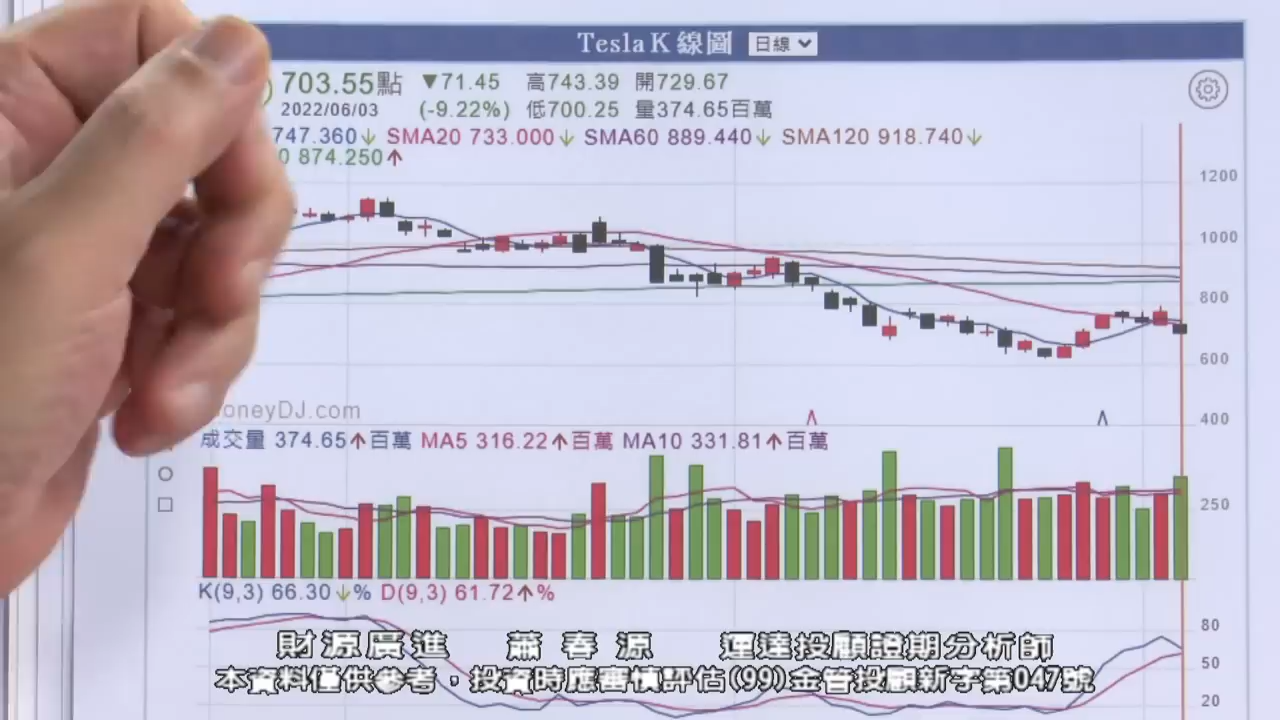 Tesla K 線圖 日線
703.55點 ▼71.45 高743.39 開729.67
2022/06/03 (-9.22%) 低700.25 量374.65百萬
747.360↓ SMA20 733.000↓ SMA60 889.440↓ SMA120 918.740↓
0 874.250↑
1200
1000
800
600
400
oneyDJ.com
成交量 374.65↑百萬 MA5 316.22↑百萬 MA10 331.81↑百萬
250
K(9,3) 66.30↓% D(9,3) 61.72↑%
80
50
20
財源廣進 蕭春源 運達投顧證期分析師
本資料僅供參考，投資時應審慎評估(99)金管投顧新字第047號